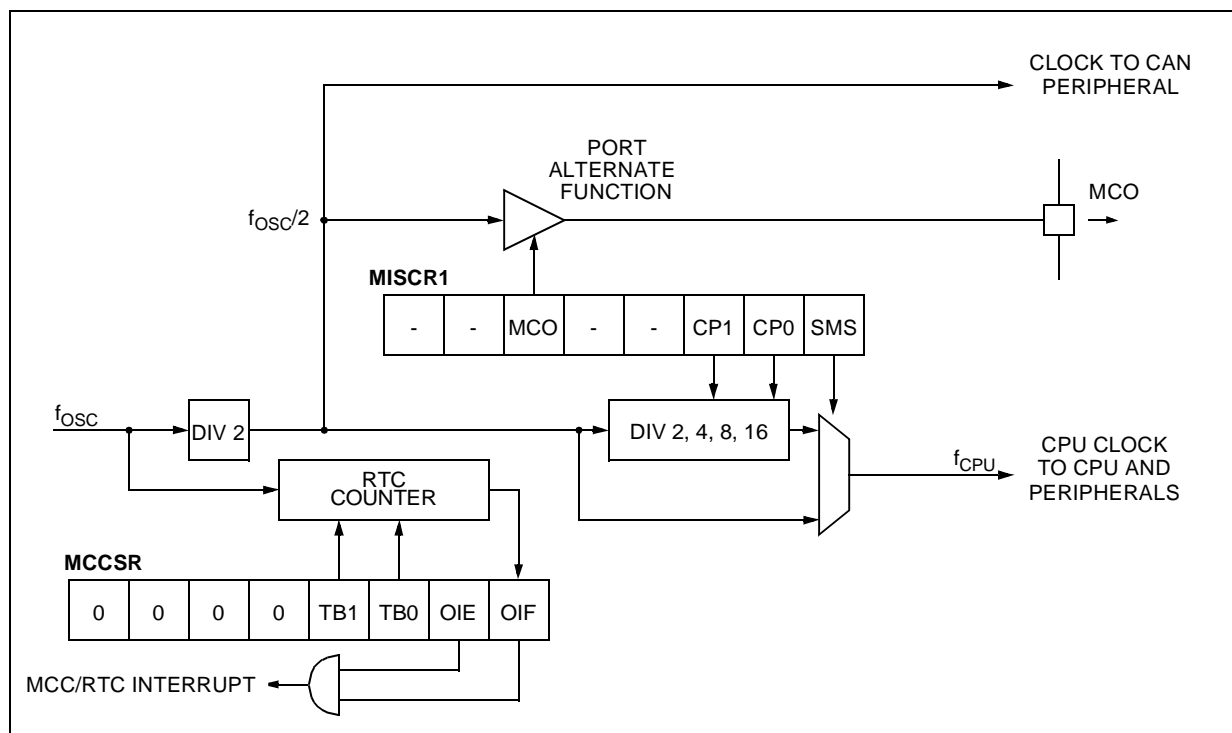 CLOCK TO CAN
PERIPHERAL
PORT
ALTERNATE
FUNCTION
MCO
fOSC/2
MISCR1
- - MCO - - CP1 CP0 SMS
fOSC
DIV 2
DIV 2, 4, 8, 16
fCPU
CPU CLOCK
TO CPU AND
PERIPHERALS
RTC
COUNTER
MCCSR
0 0 0 0 TB1 TB0 OIE OIF
MCC/RTC INTERRUPT